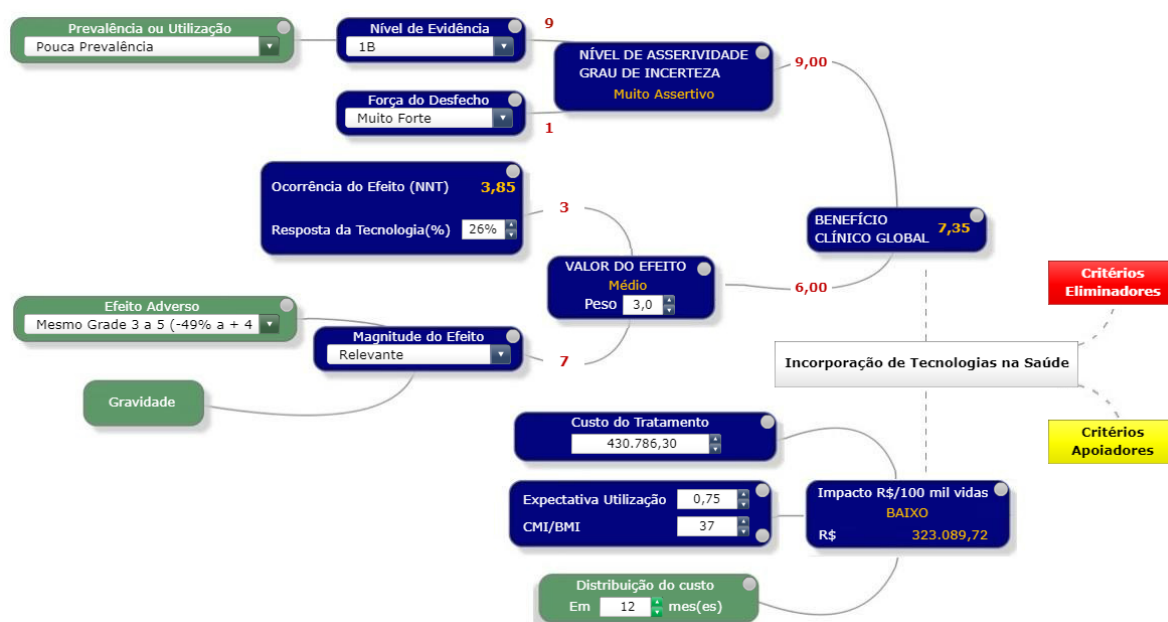 Prevalência ou Utilização
Pouca Prevalência
Nível de Evidência
1B
9
NÍVEL DE ASSERIVIDADE
GRAU DE INCERTEZA
Muito Assertivo
9,00
Força do Desfecho
Muito Forte
1
Ocorrência do Efeito (NNT) 3,85
Resposta da Tecnologia(%) 26%
3
BENEFÍCIO
CLÍNICO GLOBAL 7,35
VALOR DO EFEITO
Médio
Peso 3,0
6,00
Efeito Adverso
Mesmo Grade 3 a 5 (-49% a + 4
Magnitude do Efeito
Relevante
7
Gravidade
Critérios
Eliminadores
Incorporação de Tecnologias na Saúde
Critérios
Apoiadores
Custo do Tratamento
430.786,30
Expectativa Utilização 0,75
CMI/BMI 37
Impacto R$/100 mil vidas
BAIXO
R$ 323.089,72
Distribuição do custo
Em 12 mes(es)